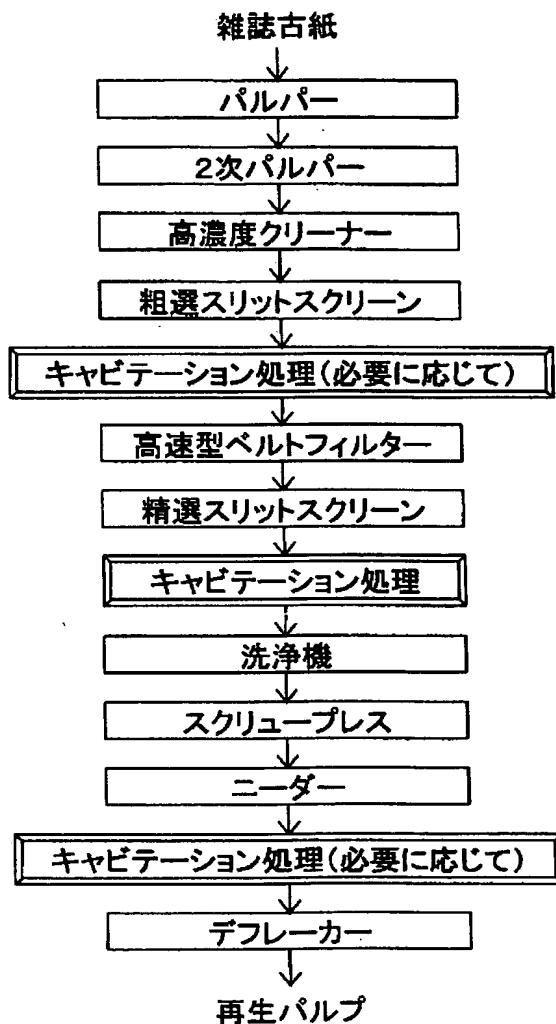 雑誌古紙
パルパー
2次パルパー
高濃度クリーナー
粗選スリットスクリーン
キャビテーション処理(必要に応じて)
高速型ベルトフィルター
精選スリットスクリーン
キャビテーション処理
洗浄機
スクリュープレス
ニーダー
キャビテーション処理(必要に応じて)
デフレーカー
再生パルプ